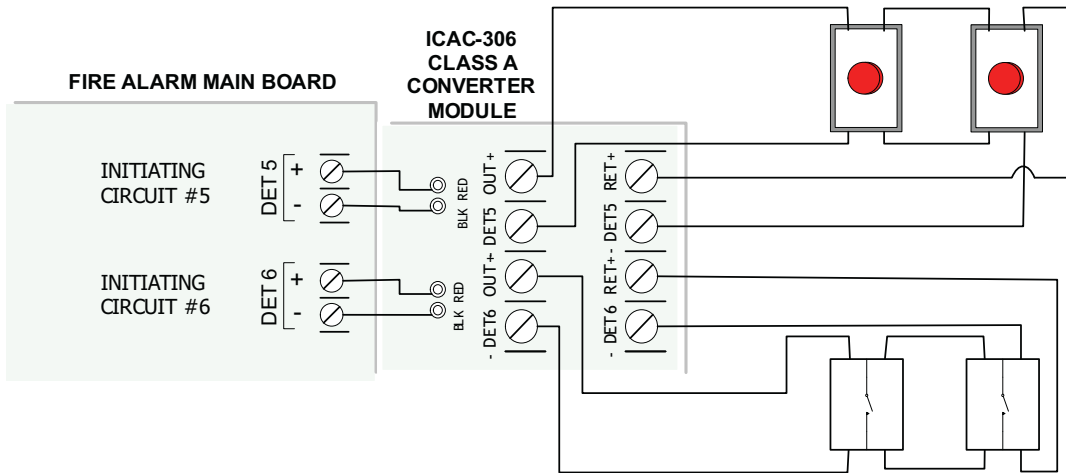 ICAC-306
CLASS A
CONVERTER
MODULE
FIRE ALARM MAIN BOARD
INITIATING
CIRCUIT #5
DET 5
+
-
BLK RED
OUT+
DET5
RET+
- DET5
INITIATING
CIRCUIT #6
DET 6
+
-
BLK RED
OUT+
- DET6
RET+
- DET6